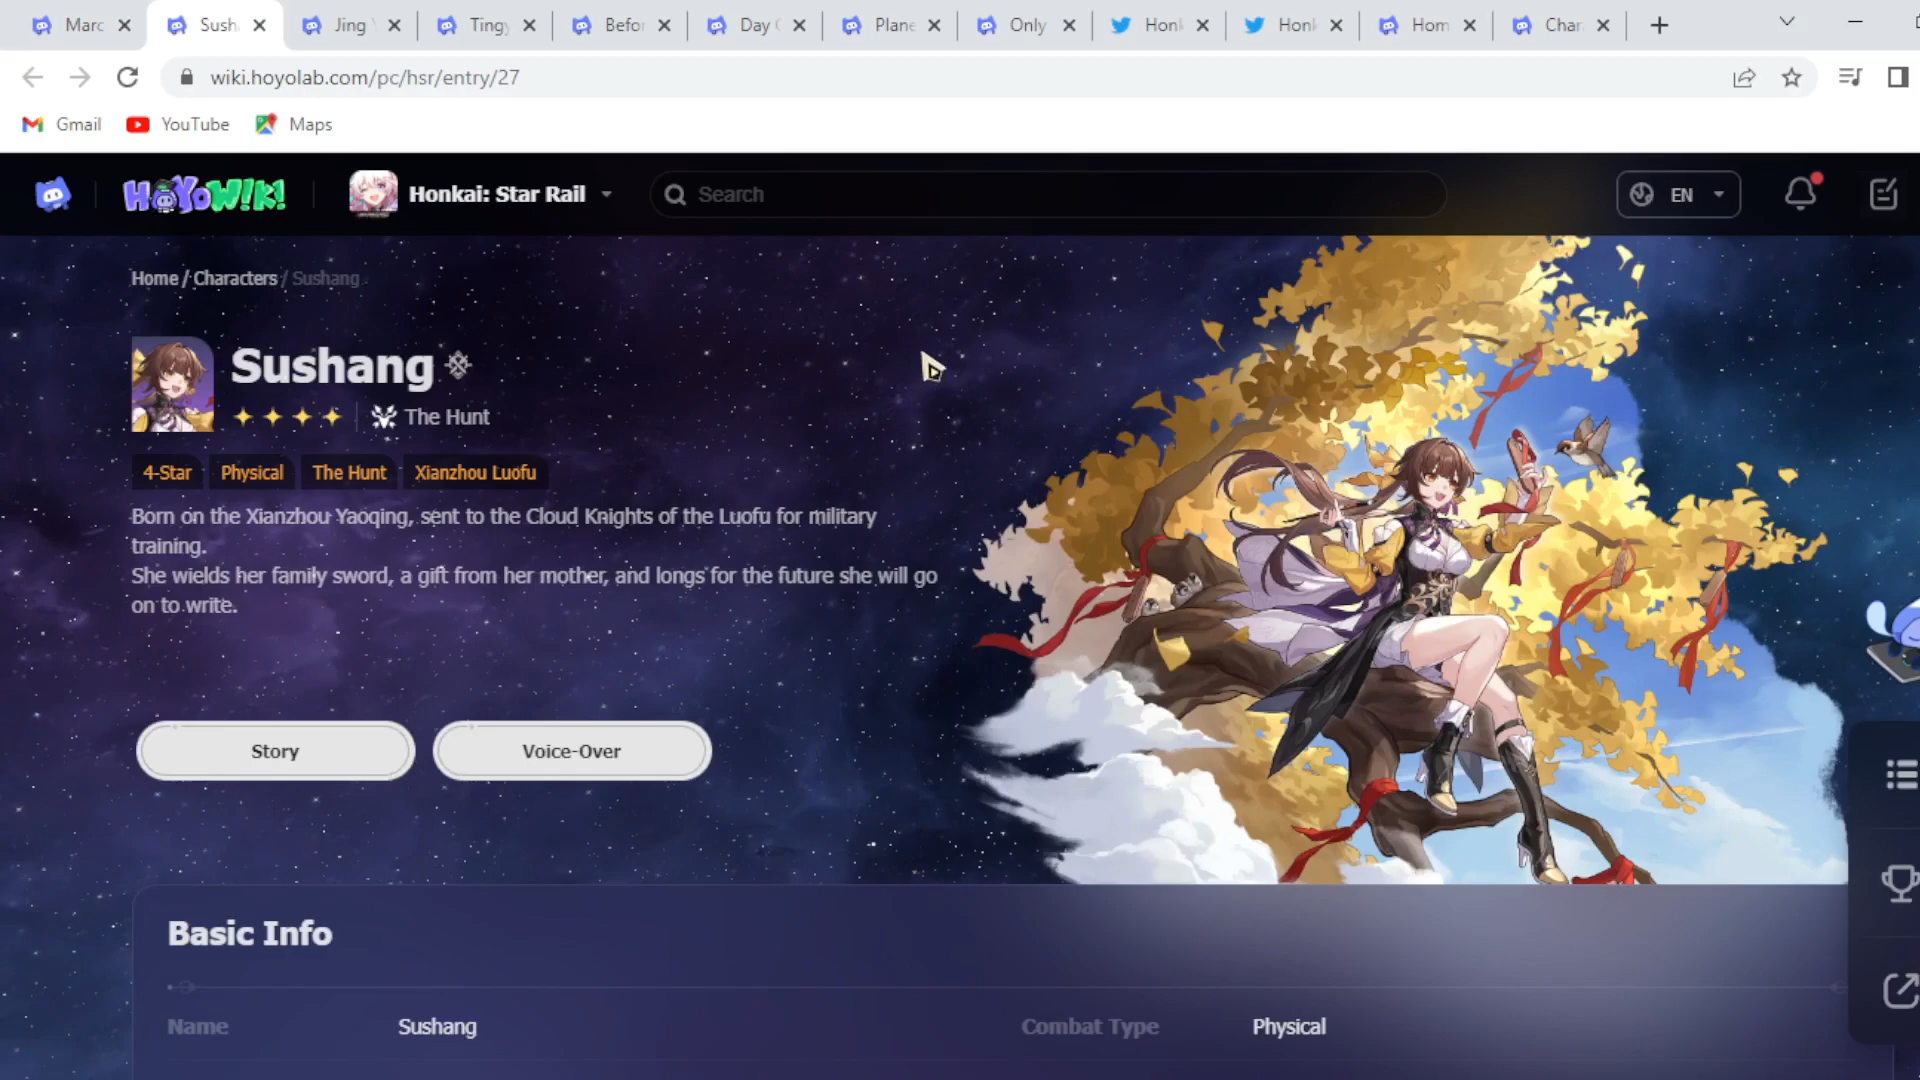 Marc
Sush
Jing
Tingy
Befor
Day
Plane
Only
Honk
Honk
Hom
Char
wiki.hoyolab.com/pc/hsr/entry/27
Gmail
YouTube
Maps
HoYoWiki
Honkai: Star Rail
Search
EN
Home / Characters / Sushang
Sushang
The Hunt
4-Star
Physical
The Hunt
Xianzhou Luofu
Born on the Xianzhou Yaoqing, sent to the Cloud Knights of the Luofu for military
training.
She wields her family sword, a gift from her mother, and longs for the future she will go
on to write.
Story
Voice-Over
Basic Info
Name
Sushang
Combat Type
Physical